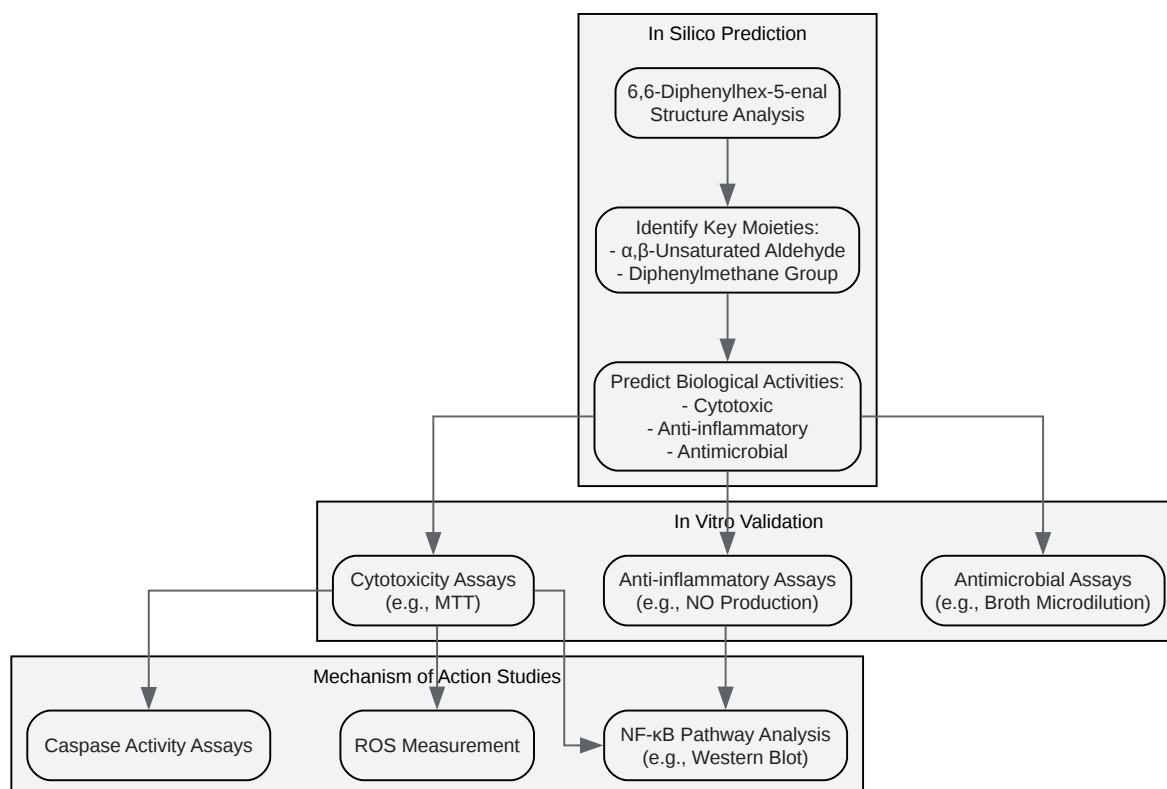 In Silico Prediction
6,6-Diphenylhex-5-enal
Structure Analysis
Identify Key Moieties:
- α,β-Unsaturated Aldehyde
- Diphenylmethane Group
Predict Biological Activities:
- Cytotoxic
- Anti-inflammatory
- Antimicrobial
In Vitro Validation
Cytotoxicity Assays
(e.g., MTT)
Anti-inflammatory Assays
(e.g., NO Production)
Antimicrobial Assays
(e.g., Broth Microdilution)
Mechanism of Action Studies
Caspase Activity Assays
ROS Measurement
NF-κB Pathway Analysis
(e.g., Western Blot)